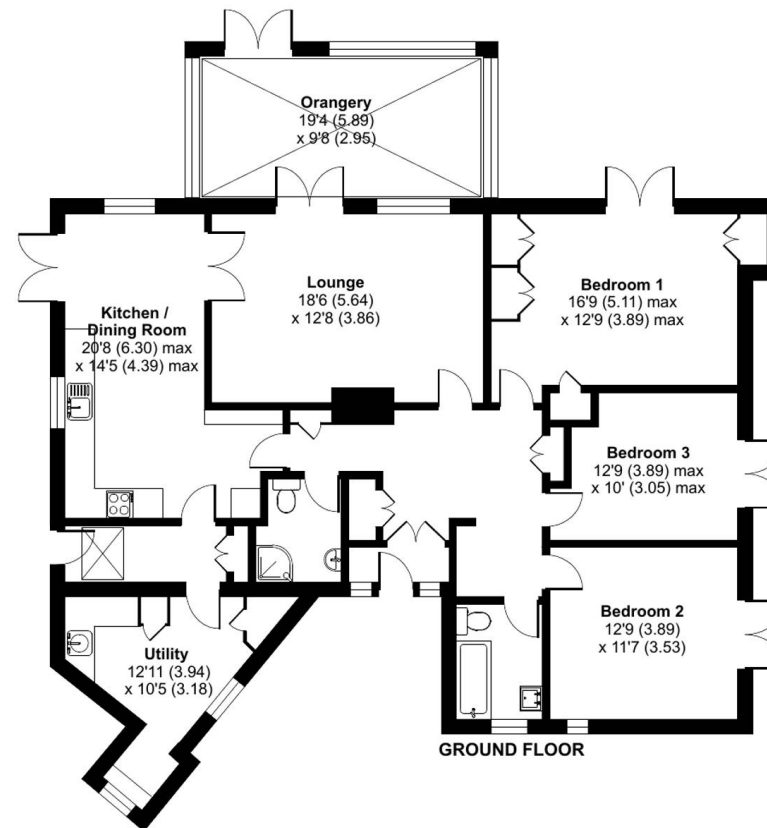 Orangery
19'4 (5.89)
x 9'8 (2.95)
Lounge
18'6 (5.64)
x 12'8 (3.86)
Bedroom 1
16'9 (5.11) max
x 12'9 (3.89) max
Kitchen /
Dining Room
20'8 (6.30) max
x 14'5 (4.39) max
Bedroom 3
12'9 (3.89) max
x 10' (3.05) max
Bedroom 2
12'9 (3.89)
x 11'7 (3.53)
Utility
12'11 (3.94)
x 10'5 (3.18)
GROUND FLOOR